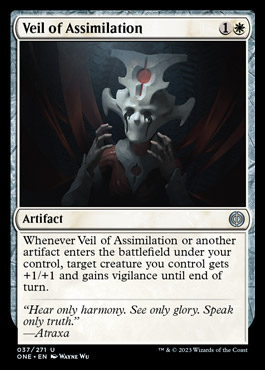 Veil of Assimilation 1
Artifact
Whenever Veil of Assimilation or another
artifact enters the battlefield under your
control, target creature you control gets
+1/+1 and gains vigilance until end of
turn.
“Hear only harmony. See only glory. Speak
only truth.”
—Atraxa
037/271 U
ONE • EN Wayne Wu
™ & © 2023 Wizards of the Coast